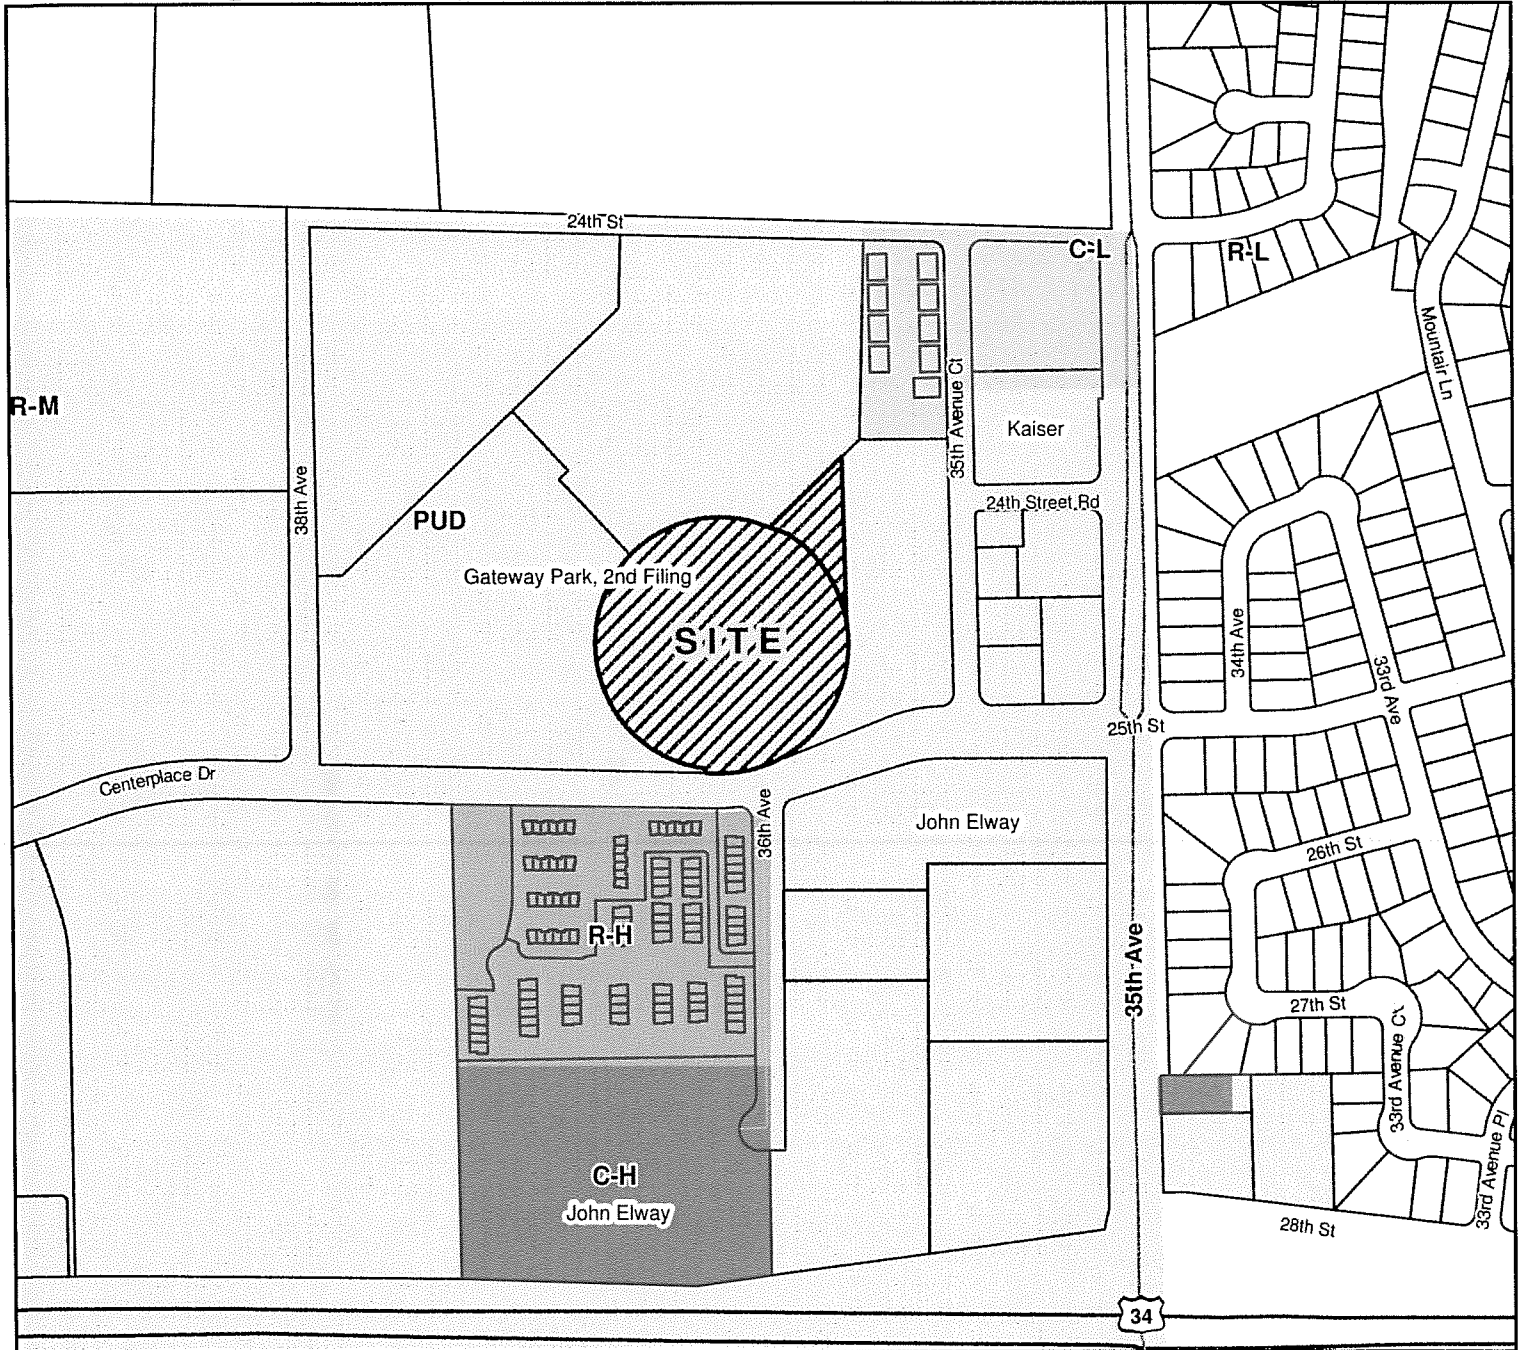 24th St
C-L
R-L
Mountair Ln
R-M
35th Avenue Ct
Kaiser
38th Ave
24th Street Rd
PUD
Gateway Park, 2nd Filing
SITE
34th Ave
33rd Ave
25th St
Centerplace Dr
36th Ave
John Elway
26th St
R-H
35th Ave
27th St
33rd Avenue Ct
C-H
John Elway
33rd Avenue Pl
28th St
34